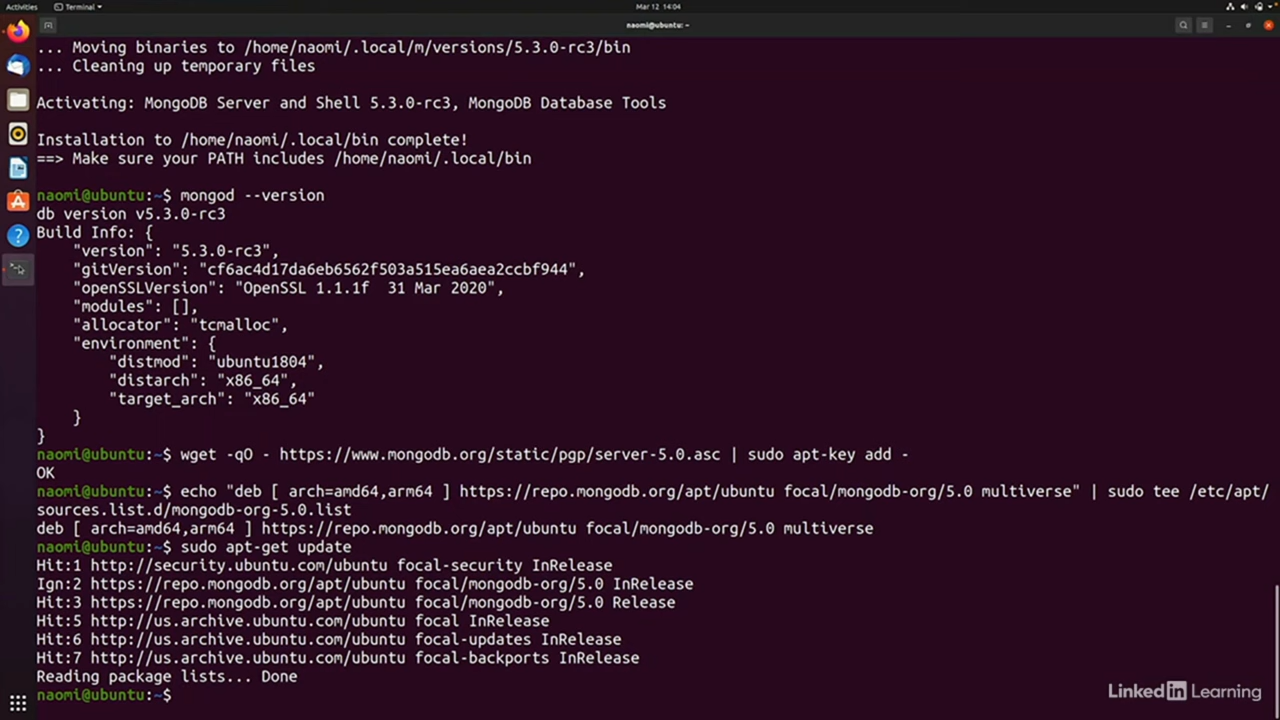 Activities
Terminal
Mar 12 14:04
naomi@ubuntu: ~
... Moving binaries to /home/naomi/.local/m/versions/5.3.0-rc3/bin
... Cleaning up temporary files
Activating: MongoDB Server and Shell 5.3.0-rc3, MongoDB Database Tools
Installation to /home/naomi/.local/bin complete!
==> Make sure your PATH includes /home/naomi/.local/bin
naomi@ubuntu:~$ mongod --version
db version v5.3.0-rc3
Build Info: {
    "version": "5.3.0-rc3",
    "gitVersion": "cf6ac4d17da6eb6562f503a515ea6aea2ccbf944",
    "openSSLVersion": "OpenSSL 1.1.1f  31 Mar 2020",
    "modules": [],
    "allocator": "tcmalloc",
    "environment": {
        "distmod": "ubuntu1804",
        "distarch": "x86_64",
        "target_arch": "x86_64"
    }
}
naomi@ubuntu:~$ wget -qO - https://www.mongodb.org/static/pgp/server-5.0.asc | sudo apt-key add -
OK
naomi@ubuntu:~$ echo "deb [ arch=amd64,arm64 ] https://repo.mongodb.org/apt/ubuntu focal/mongodb-org/5.0 multiverse" | sudo tee /etc/apt/
sources.list.d/mongodb-org-5.0.list
deb [ arch=amd64,arm64 ] https://repo.mongodb.org/apt/ubuntu focal/mongodb-org/5.0 multiverse
naomi@ubuntu:~$ sudo apt-get update
Hit:1 http://security.ubuntu.com/ubuntu focal-security InRelease
Ign:2 https://repo.mongodb.org/apt/ubuntu focal/mongodb-org/5.0 InRelease
Hit:3 https://repo.mongodb.org/apt/ubuntu focal/mongodb-org/5.0 Release
Hit:5 http://us.archive.ubuntu.com/ubuntu focal InRelease
Hit:6 http://us.archive.ubuntu.com/ubuntu focal-updates InRelease
Hit:7 http://us.archive.ubuntu.com/ubuntu focal-backports InRelease
Reading package lists... Done
naomi@ubuntu:~$
LinkedIn Learning